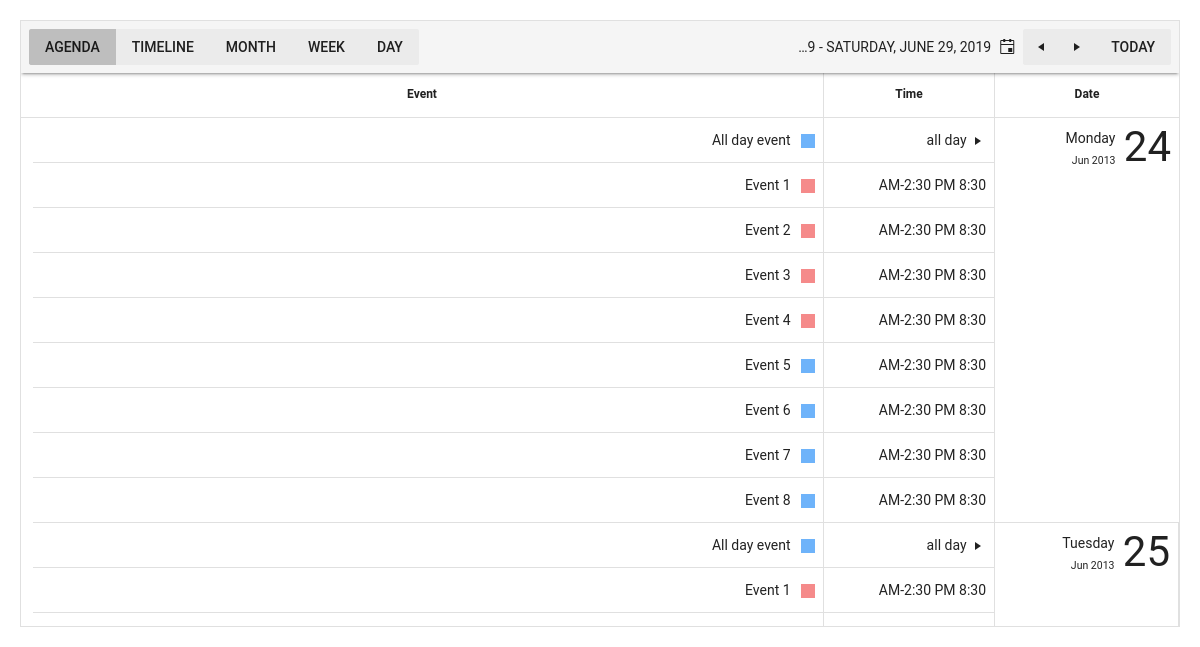 AGENDA TIMELINE MONTH WEEK DAY ...9 - SATURDAY, JUNE 29, 2019 TODAY
Event Time Date
All day event all day Monday 24
Jun 2013
Event 1 AM-2:30 PM 8:30
Event 2 AM-2:30 PM 8:30
Event 3 AM-2:30 PM 8:30
Event 4 AM-2:30 PM 8:30
Event 5 AM-2:30 PM 8:30
Event 6 AM-2:30 PM 8:30
Event 7 AM-2:30 PM 8:30
Event 8 AM-2:30 PM 8:30
All day event all day Tuesday 25
Jun 2013
Event 1 AM-2:30 PM 8:30